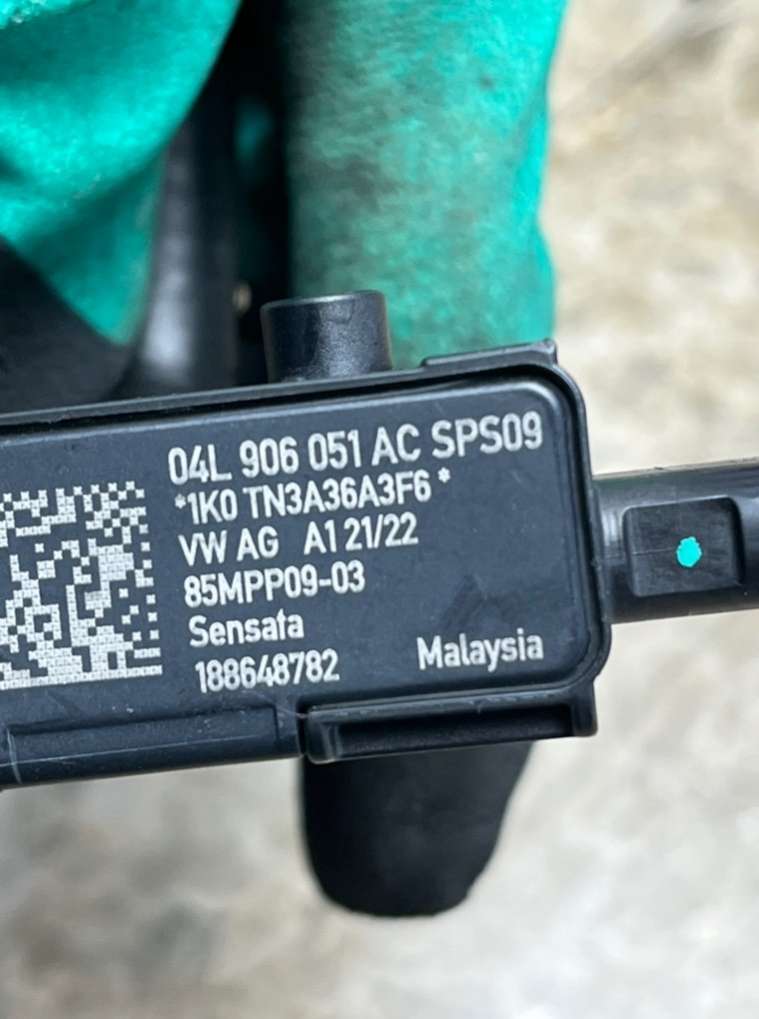 04L 906 051 AC SPS09
*1K0 TN3A36A3F6*
VW AG A1 21/22
85MPP09-03
Sensata
188648782 Malaysia